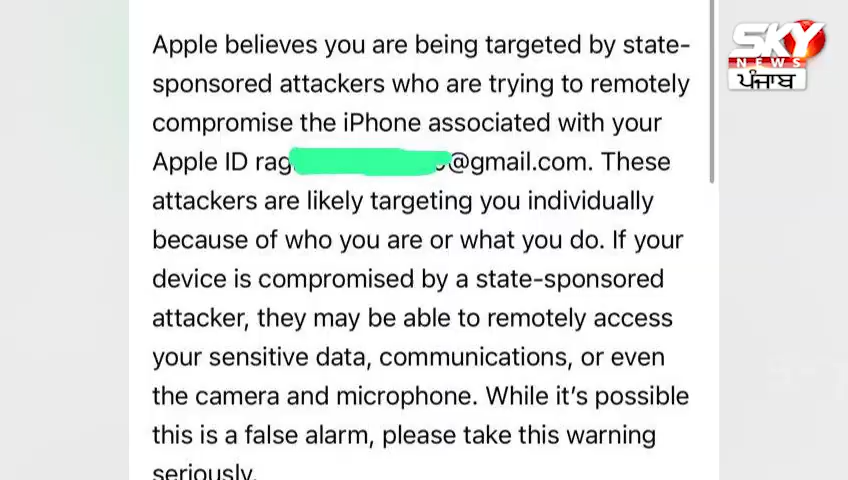 SKY
NEWS
ਪੰਜਾਬ
Apple believes you are being targeted by state-
sponsored attackers who are trying to remotely
compromise the iPhone associated with your
Apple ID rag @gmail.com. These
attackers are likely targeting you individually
because of who you are or what you do. If your
device is compromised by a state-sponsored
attacker, they may be able to remotely access
your sensitive data, communications, or even
the camera and microphone. While it’s possible
this is a false alarm, please take this warning
seriously.